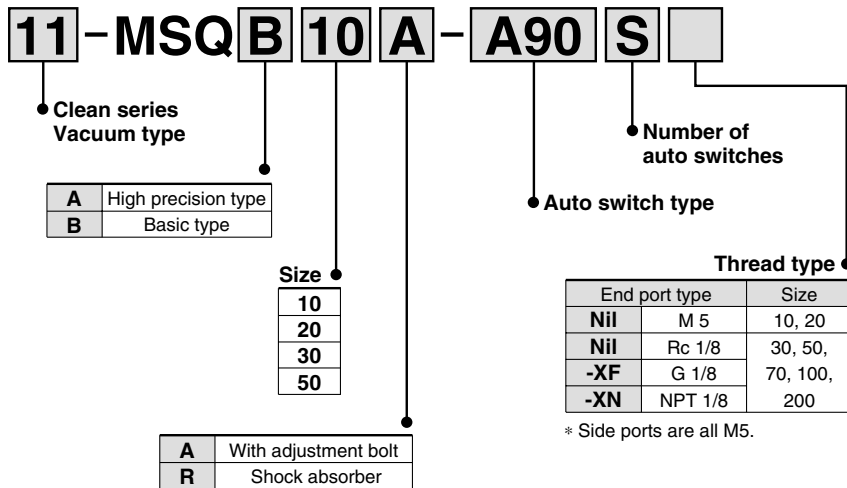 11-MSQB10A-A90S
Clean series
Vacuum type
Number of
auto switches
A High precision type
B Basic type
Auto switch type
Size
10
20
30
50
Thread type
End port type Size
Nil M 5 10, 20
Nil Rc 1/8 30, 50,
-XF G 1/8 70, 100,
-XN NPT 1/8 200
* Side ports are all M5.
A With adjustment bolt
R Shock absorber